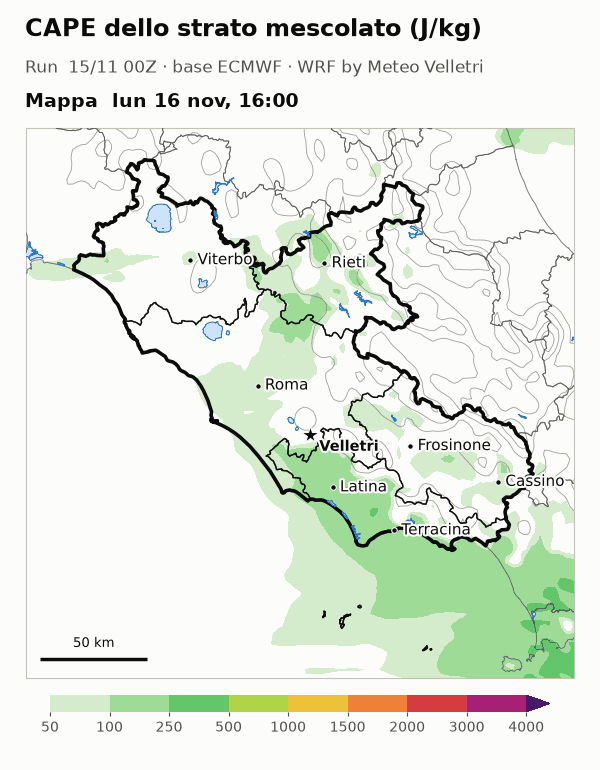 CAPE dello strato mescolato (J/kg)
Run  15/11 00Z · base ECMWF · WRF by Meteo Velletri
Mappa  lun 16 nov, 16:00
Viterbo
Rieti
Roma
Velletri
Frosinone
Latina
Cassino
Terracina
50 km
50 100 250 500 1000 1500 2000 3000 4000